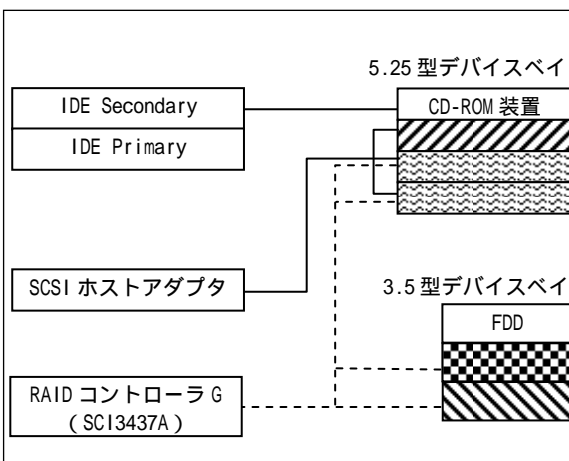 5.25 型デバイスベイ
IDE Secondary
CD-ROM 装置
IDE Primary
SCSI ホストアダプタ
3.5 型デバイスベイ
FDD
RAID コントローラ G
(SCI3437A)